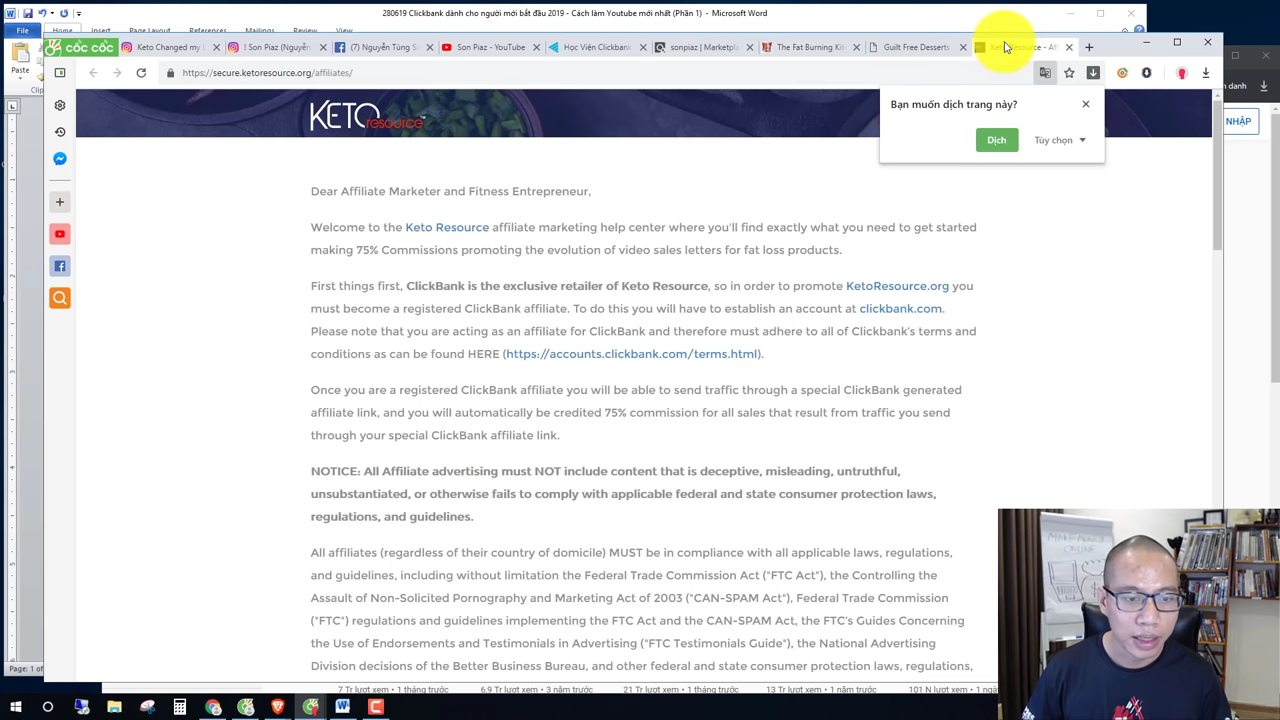 280619 Clickbank dành cho người mới bắt đầu 2019 - Cách làm Youtube mới nhất (Phần 1) - Microsoft Word
File Home Insert Page Layout References Mailings Review View
CỐC CỐC Keto Changed my L ! Son Piaz (Nguyễn (7) Nguyễn Tùng S Son Piaz - YouTube Học Viện Clickbank sonpiaz | Marketpla The Fat Burning Kit Guilt Free Desserts Keto Resource - Aff
https://secure.ketoresource.org/affiliates/
Paste
Clip
danh
NHẬP
KETO resource™
Bạn muốn dịch trang này?
Dịch Tùy chọn
Dear Affiliate Marketer and Fitness Entrepreneur,
Welcome to the Keto Resource affiliate marketing help center where you'll find exactly what you need to get started
making 75% Commissions promoting the evolution of video sales letters for fat loss products.
First things first, ClickBank is the exclusive retailer of Keto Resource, so in order to promote KetoResource.org you
must become a registered ClickBank affiliate. To do this you will have to establish an account at clickbank.com.
Please note that you are acting as an affiliate for ClickBank and therefore must adhere to all of Clickbank's terms and
conditions as can be found HERE (https://accounts.clickbank.com/terms.html).
Once you are a registered ClickBank affiliate you will be able to send traffic through a special ClickBank generated
affiliate link, and you will automatically be credited 75% commission for all sales that result from traffic you send
through your special ClickBank affiliate link.
NOTICE: All Affiliate advertising must NOT include content that is deceptive, misleading, untruthful,
unsubstantiated, or otherwise fails to comply with applicable federal and state consumer protection laws,
regulations, and guidelines.
All affiliates (regardless of their country of domicile) MUST be in compliance with all applicable laws, regulations,
and guidelines, including without limitation the Federal Trade Commission Act ("FTC Act"), the Controlling the
Assault of Non-Solicited Pornography and Marketing Act of 2003 ("CAN-SPAM Act"), Federal Trade Commission
("FTC") regulations and guidelines implementing the FTC Act and the CAN-SPAM Act, the FTC's Guides Concerning
the Use of Endorsements and Testimonials in Advertising ("FTC Testimonials Guide"), the National Advertising
Division decisions of the Better Business Bureau, and other federal and state consumer protection laws, regulations,
Page: 1 of
7 Tr lượt xem • 1 tháng trước 6,9 Tr lượt xem • 3 năm trước 21 Tr lượt xem • 1 tháng trước 13 Tr lượt xem • 1 năm trước 101 N lượt xem • 1 ngà